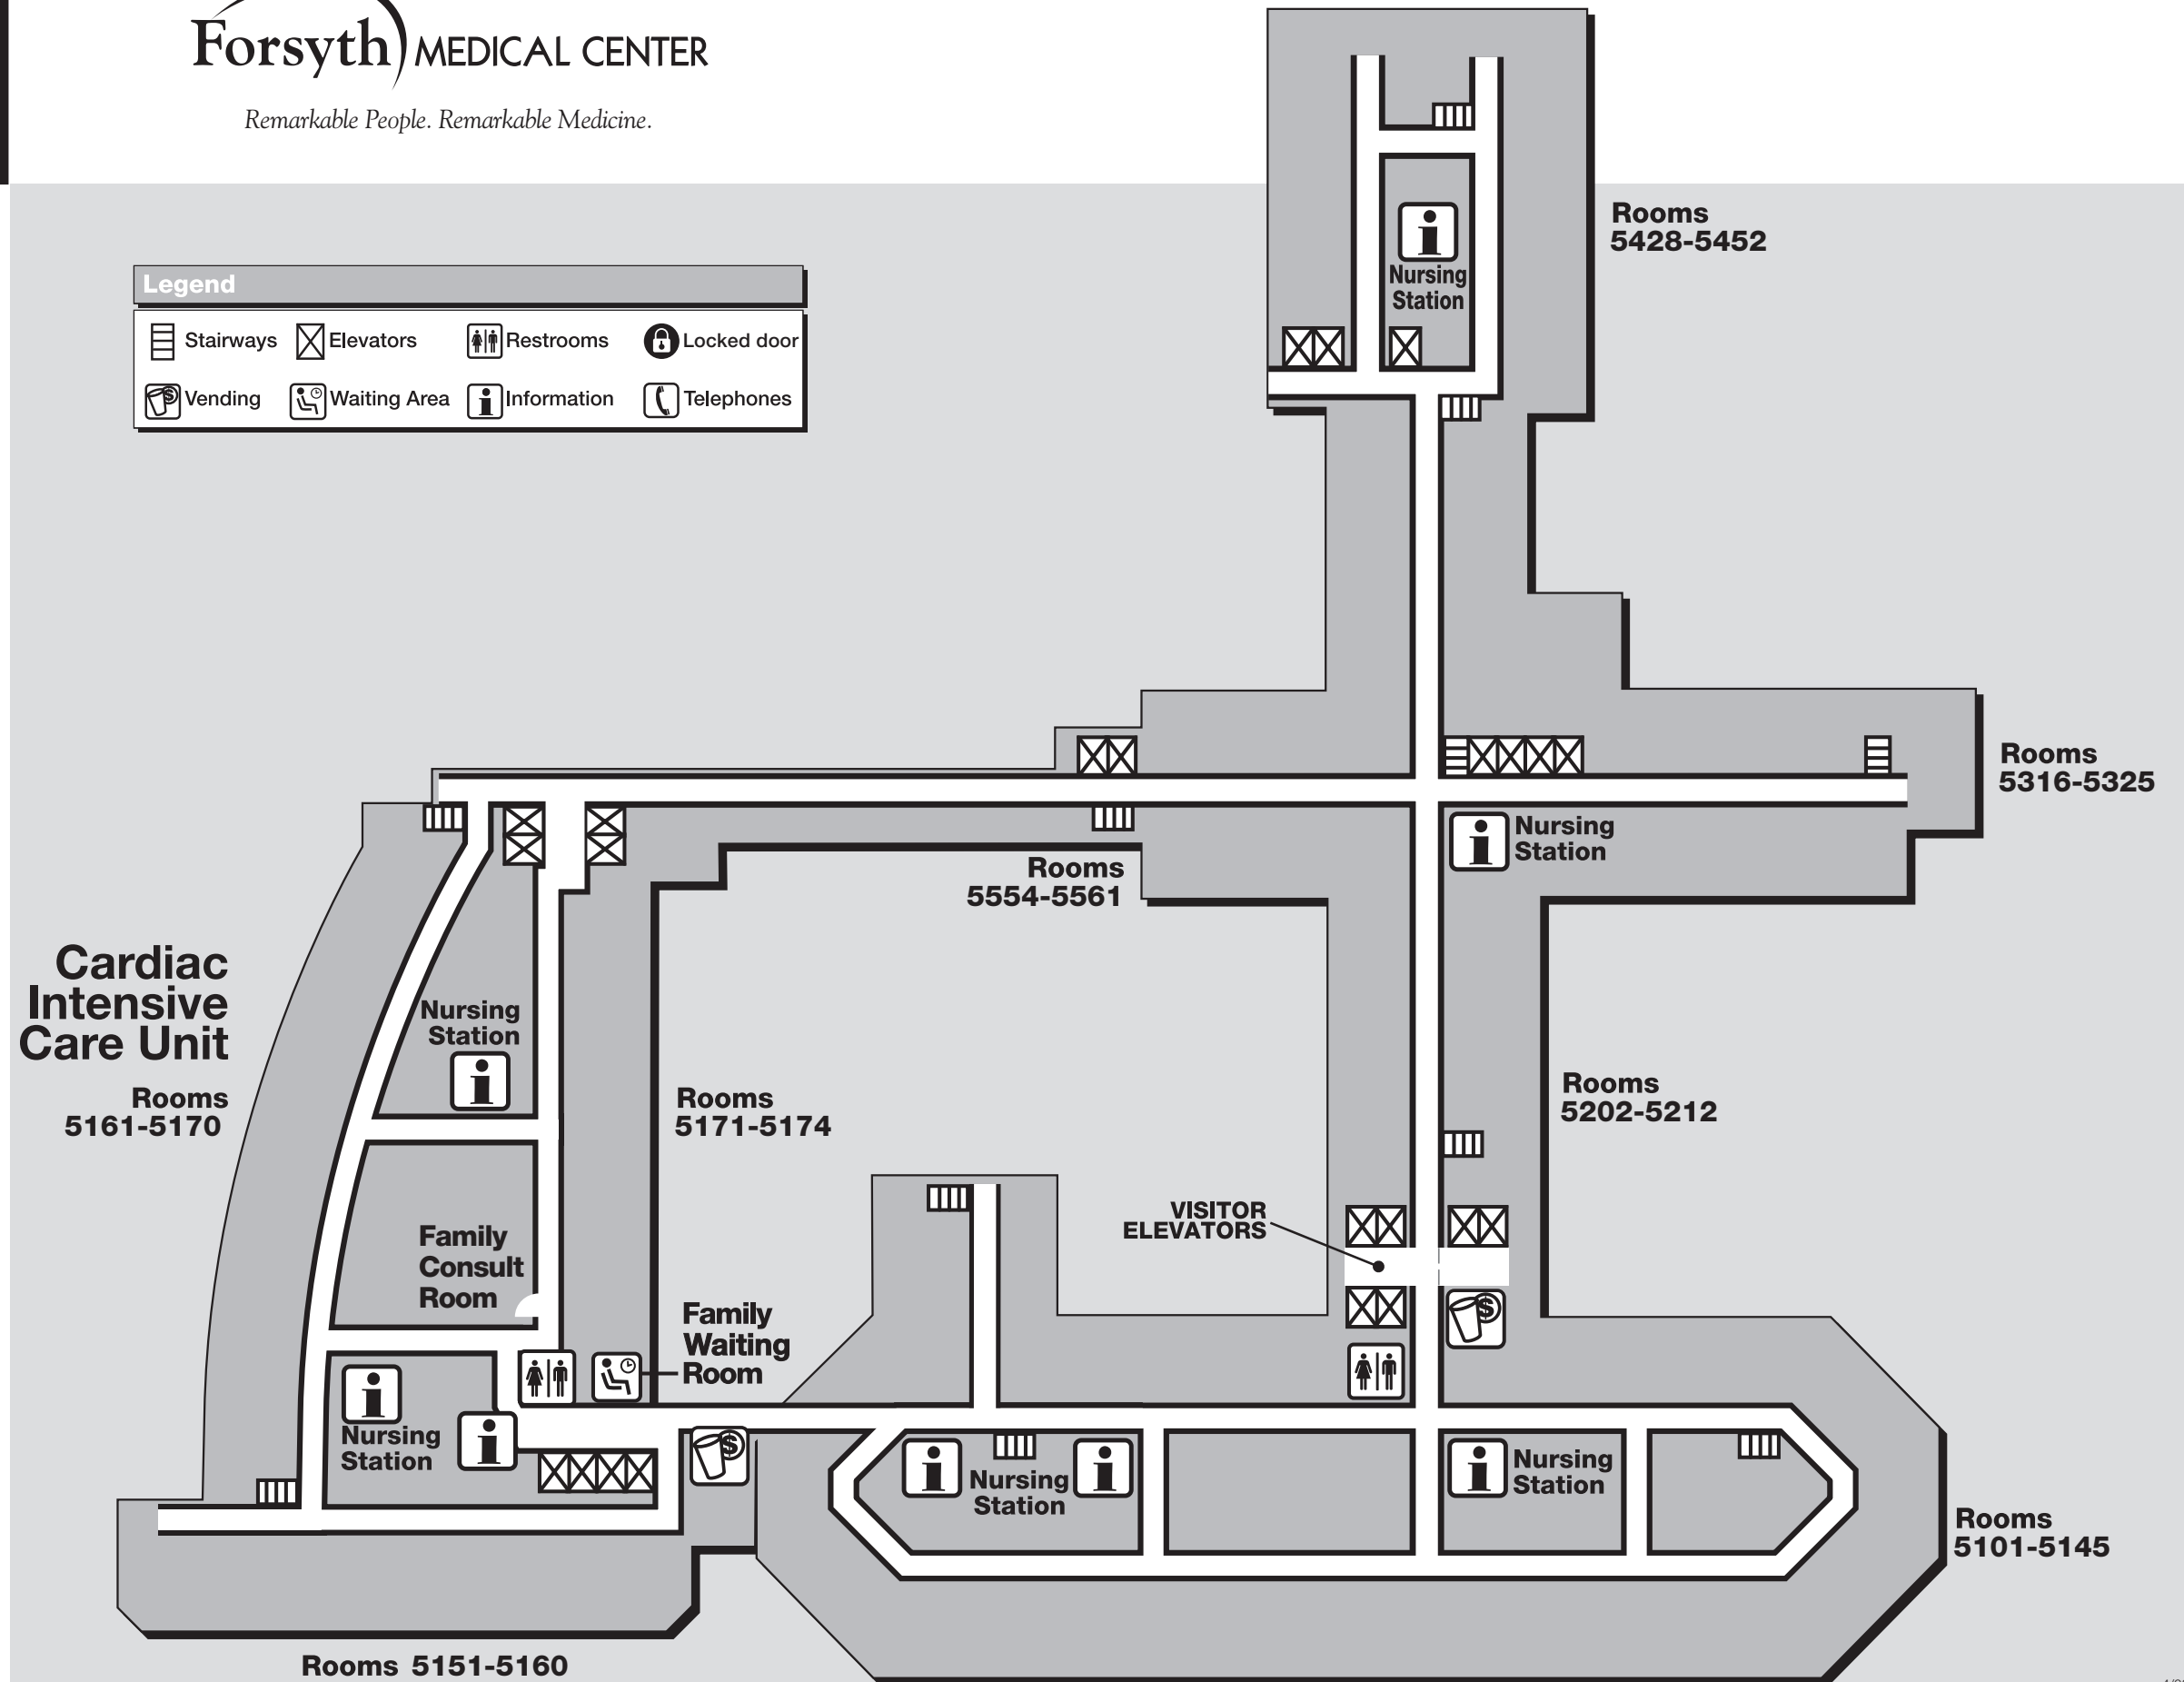 Forsyth MEDICAL CENTER
Remarkable People. Remarkable Medicine.
Legend
Stairways
Elevators
Restrooms
Locked door
Vending
Waiting Area
Information
Telephones
Rooms
5428-5452
Nursing
Station
Rooms
5316-5325
Nursing
Station
Rooms
5554-5561
Cardiac
Intensive
Care Unit
Rooms
5161-5170
Nursing
Station
Rooms
5171-5174
Rooms
5202-5212
VISITOR
ELEVATORS
Family
Consult
Room
Family
Waiting
Room
Nursing
Station
Nursing
Station
Nursing
Station
Rooms
5101-5145
Rooms 5151-5160